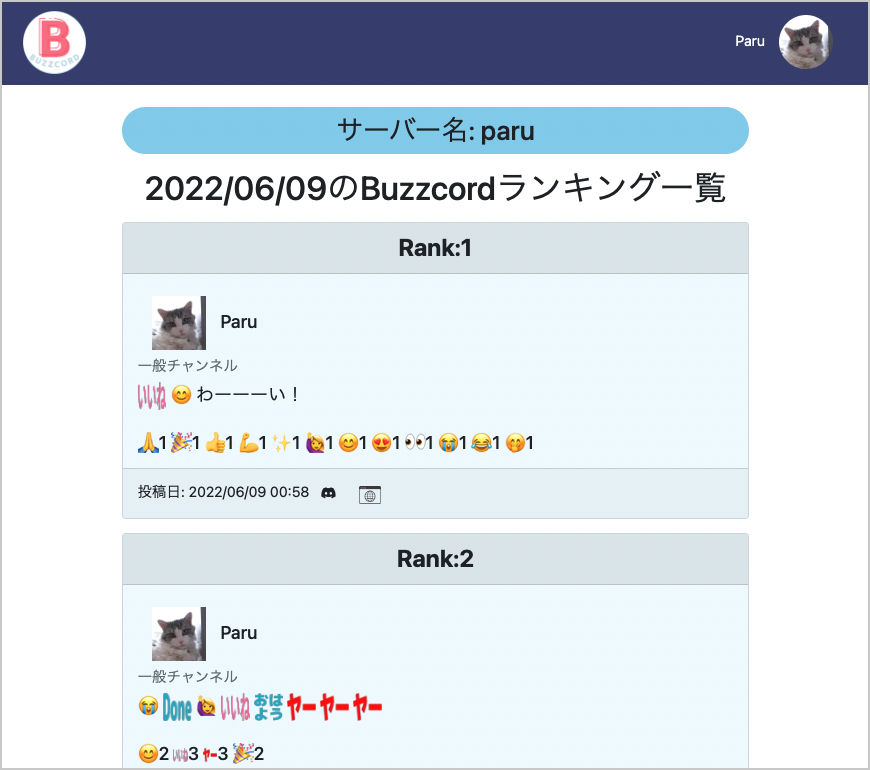 B
BUZZCORD
Paru
サーバー名: paru
2022/06/09のBuzzcordランキング一覧
Rank:1
Paru
一般チャンネル
いいね 😊 わーーーい！
🙏1 🎉1 👍1 💪1 ✨1 🙋‍♀️1 😊1 😍1 👀1 😭1 😂1 🤭1
投稿日: 2022/06/09 00:58
Rank:2
Paru
一般チャンネル
😭 Done 🙋‍♀️ いいね おはよう ヤー ヤー ヤー
😊2 いいね3 ヤー3 🎉2